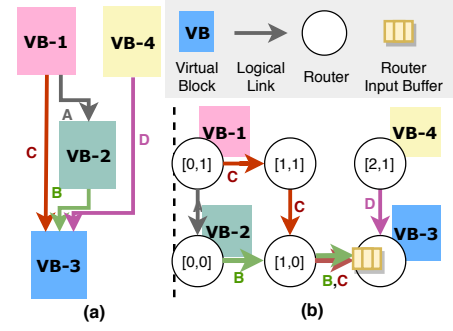 VB-1
VB-4
A
C
D
VB-2
B
VB-3
(a)
VB
Virtual
Block
Logical
Link
Router
Router
Input Buffer
VB-1
VB-4
[0,1]
C
[1,1]
[2,1]
A
C
D
VB-2
VB-3
[0,0]
B
[1,0]
B,C
(b)